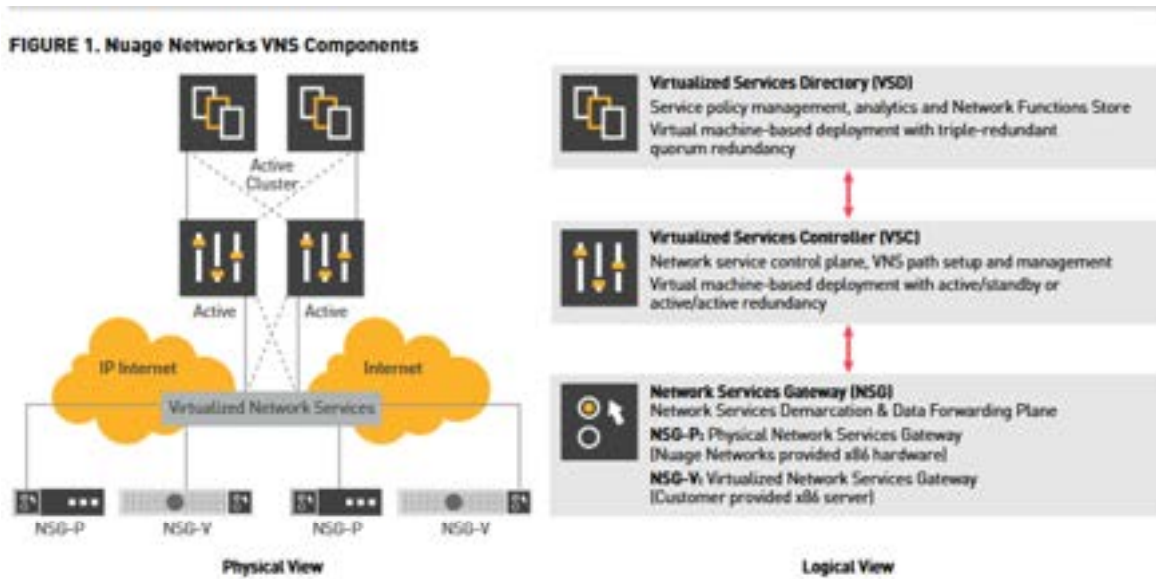 FIGURE 1. Nuage Networks VNS Components
Active
Cluster
Active
Active
IP Internet
Internet
Virtualized Network Services
NSG-P
NSG-V
NSG-P
NSG-V
Physical View
Virtualized Services Directory (VSD)
Service policy management, analytics and Network Functions Store
Virtual machine-based deployment with triple-redundant
quorum redundancy
Virtualized Services Controller (VSC)
Network service control plane, VNS path setup and management
Virtual machine-based deployment with active/standby or
active/active redundancy
Network Services Gateway (NSG)
Network Services Demarcation & Data Forwarding Plane
NSG-P: Physical Network Services Gateway
(Nuage Networks provided x86 hardware)
NSG-V: Virtualized Network Services Gateway
(Customer provided x86 server)
Logical View